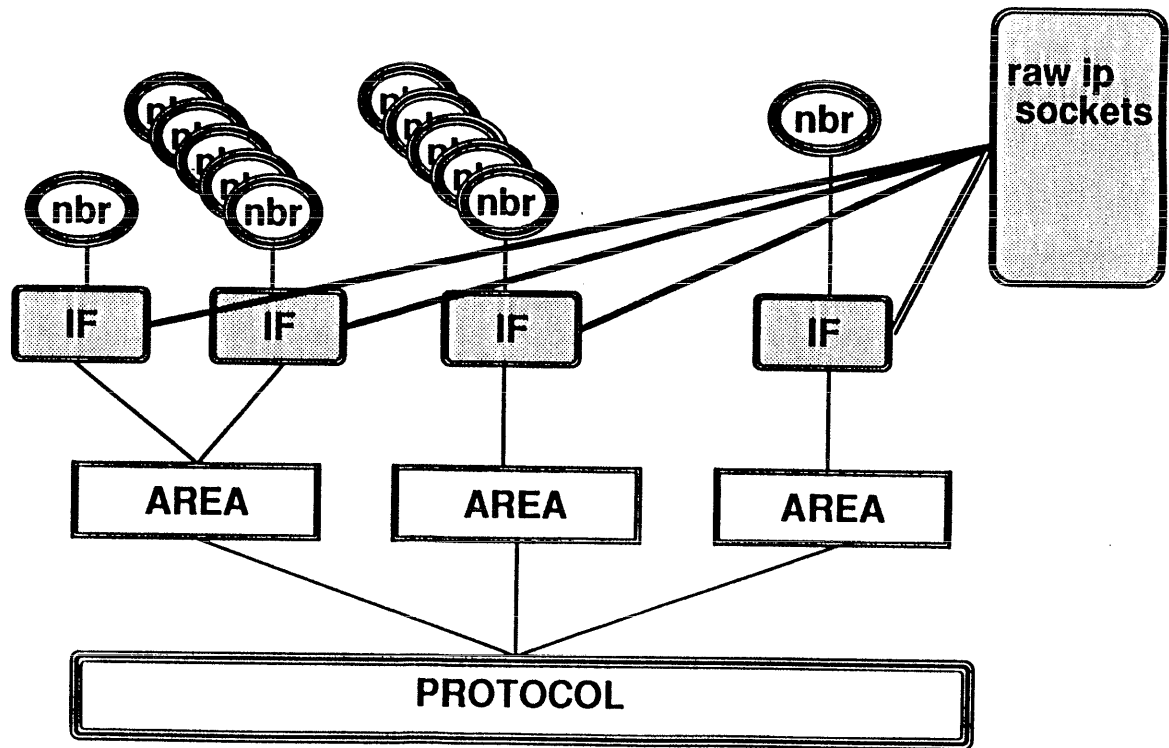 raw ip
sockets
nbr
nbr
nbr
nbr
IF
IF
IF
IF
AREA
AREA
AREA
PROTOCOL